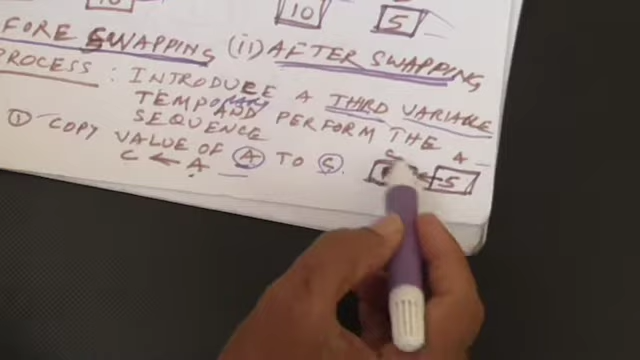 10 10 5
FORE SWAPPING (ii) AFTER SWAPPING
PROCESS : INTRODUCE A THIRD VARIABLE
TEMPORARY AND PERFORM THE
SEQUENCE
① COPY VALUE OF A TO C.
C ← A
C A
5